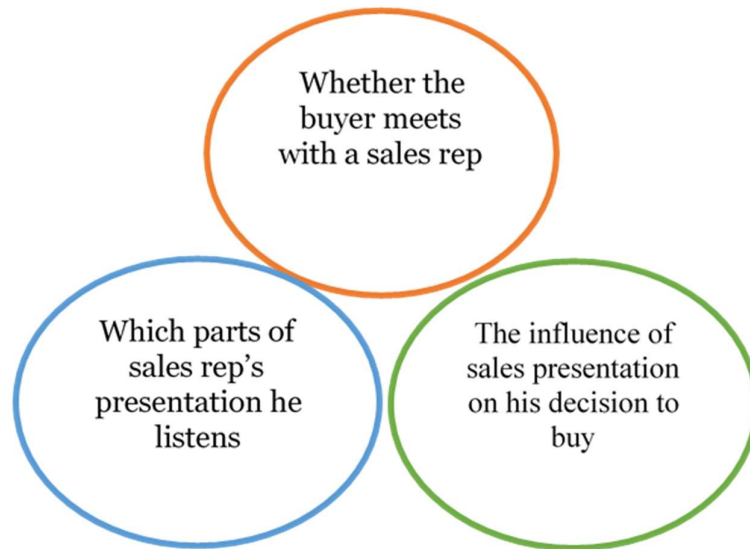 Whether the
buyer meets
with a sales rep
Which parts of
sales rep’s
presentation he
listens
The influence of
sales presentation
on his decision to
buy